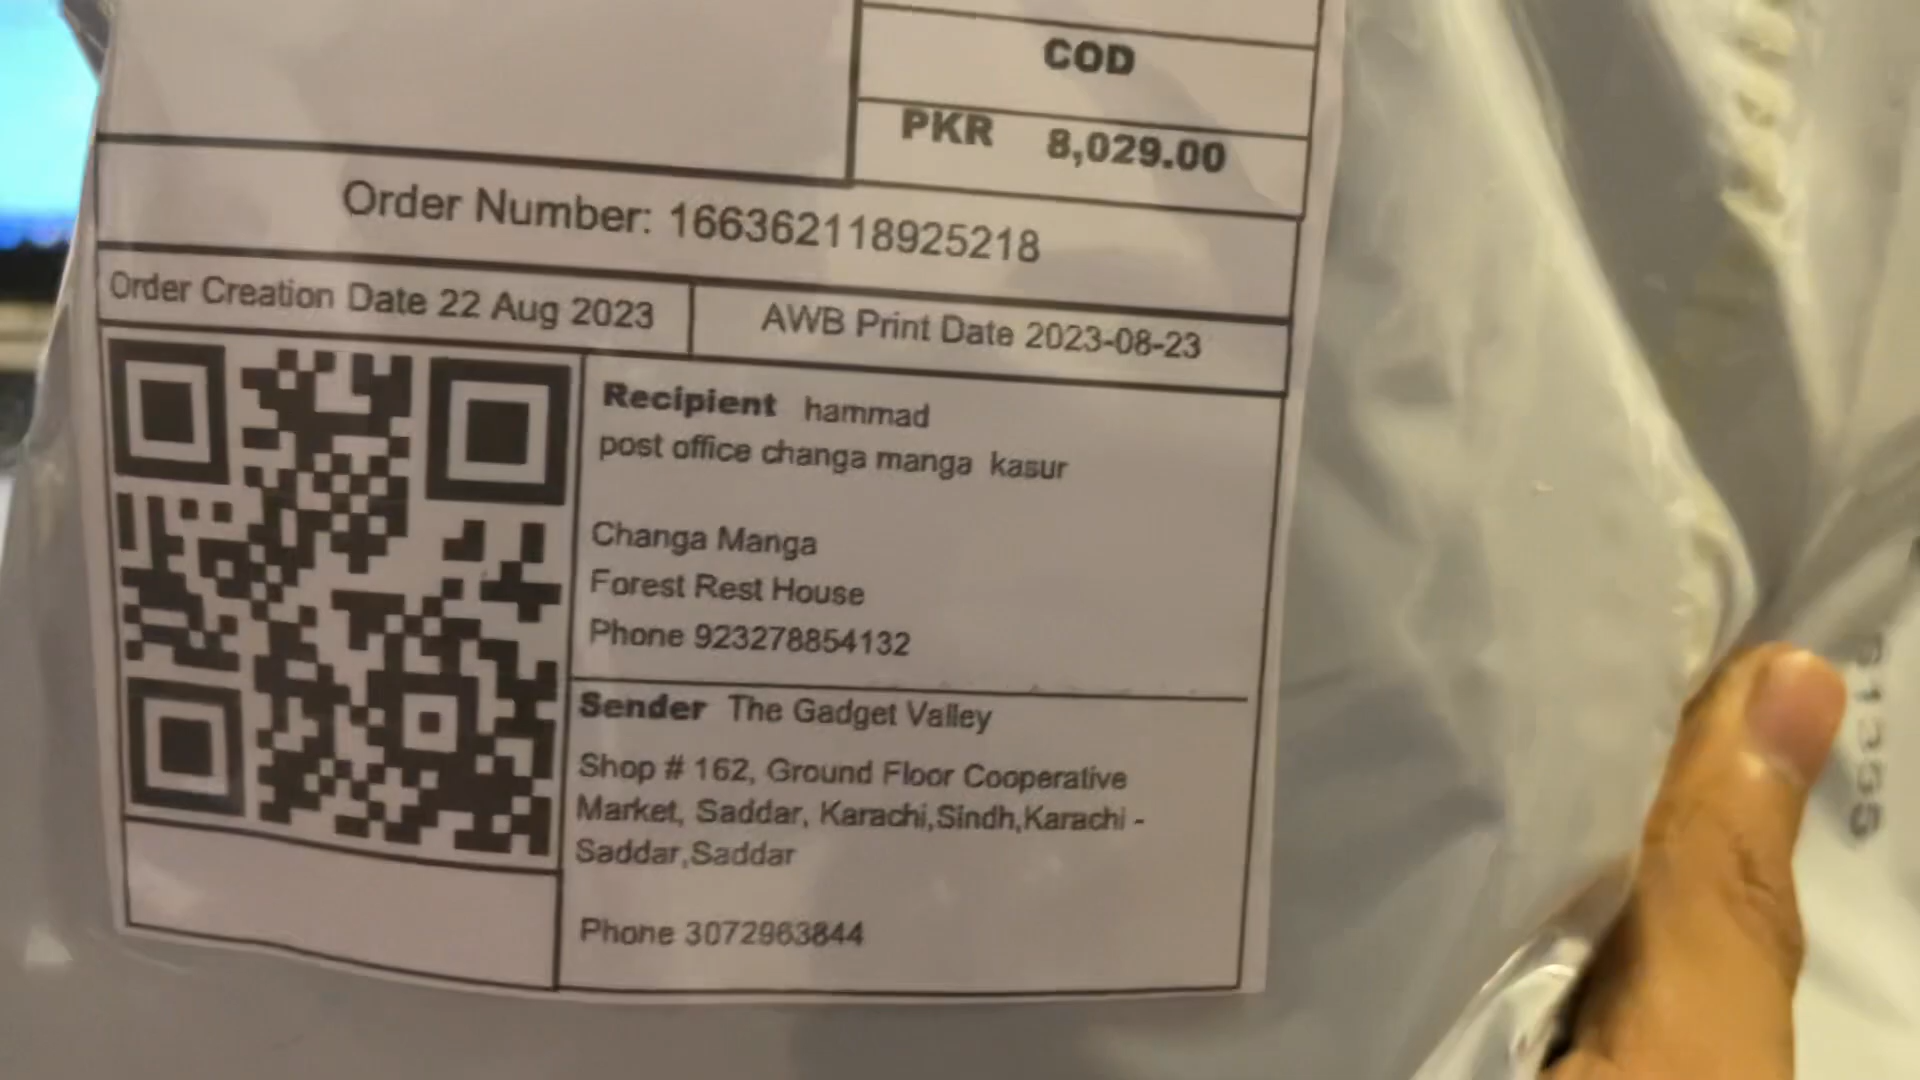 COD
PKR 8,029.00
Order Number: 166362118925218
Order Creation Date 22 Aug 2023
AWB Print Date 2023-08-23
Recipient hammad
post office changa manga kasur
Changa Manga
Forest Rest House
Phone 923278854132
Sender The Gadget Valley
Shop # 162, Ground Floor Cooperative
Market, Saddar, Karachi,Sindh,Karachi -
Saddar,Saddar
Phone 3072963844